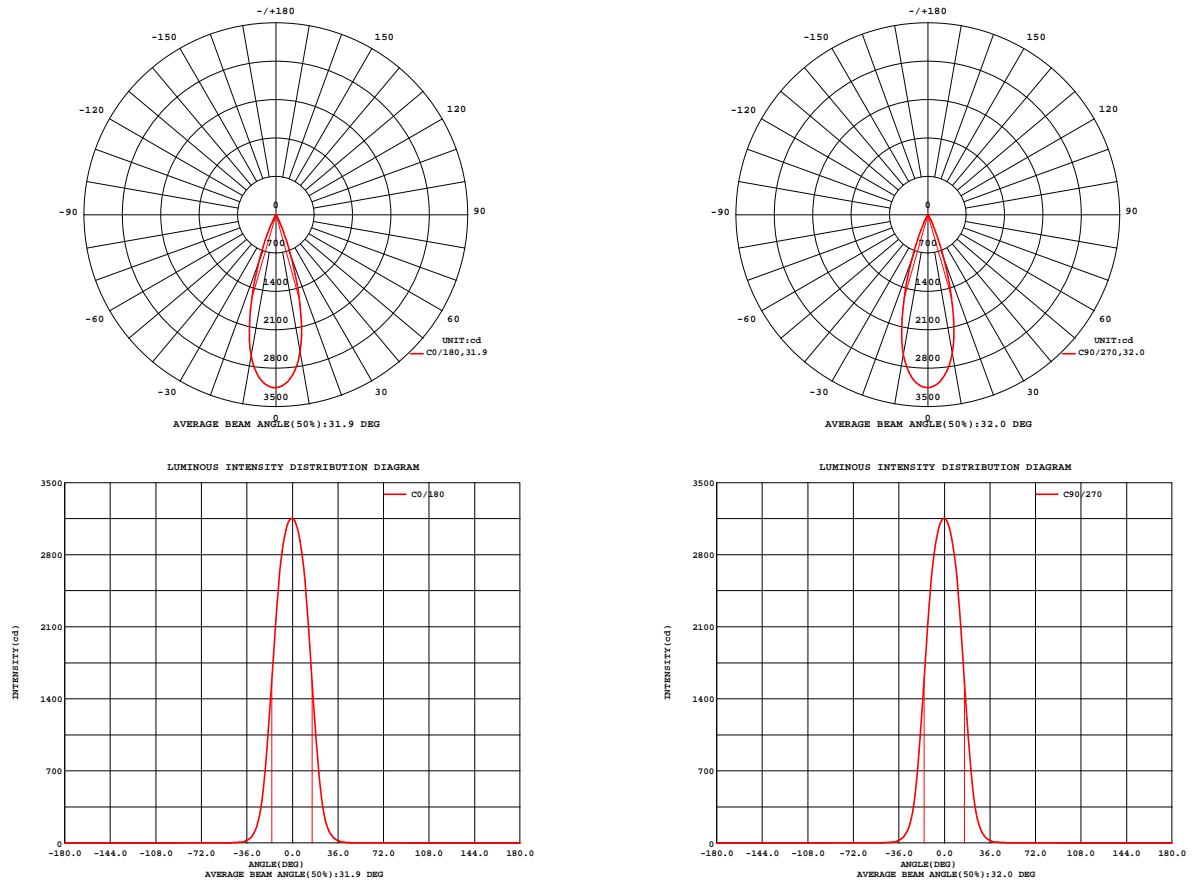 -/+180
-150 150
-120 120
-90 90
-60 60
-30 30
0
0
700
1400
2100
2800
3500
UNIT:cd
C0/180,31.9
AVERAGE BEAM ANGLE(50%):31.9 DEG
-/+180
-150 150
-120 120
-90 90
-60 60
-30 30
0
0
700
1400
2100
2800
3500
UNIT:cd
C90/270,32.0
AVERAGE BEAM ANGLE(50%):32.0 DEG
LUMINOUS INTENSITY DISTRIBUTION DIAGRAM
C0/180
INTENSITY(cd)
3500
2800
2100
1400
700
0
-180.0 -144.0 -108.0 -72.0 -36.0 0.0 36.0 72.0 108.0 144.0 180.0
ANGLE(DEG)
AVERAGE BEAM ANGLE(50%):31.9 DEG
LUMINOUS INTENSITY DISTRIBUTION DIAGRAM
C90/270
INTENSITY(cd)
3500
2800
2100
1400
700
0
-180.0 -144.0 -108.0 -72.0 -36.0 0.0 36.0 72.0 108.0 144.0 180.0
ANGLE(DEG)
AVERAGE BEAM ANGLE(50%):32.0 DEG